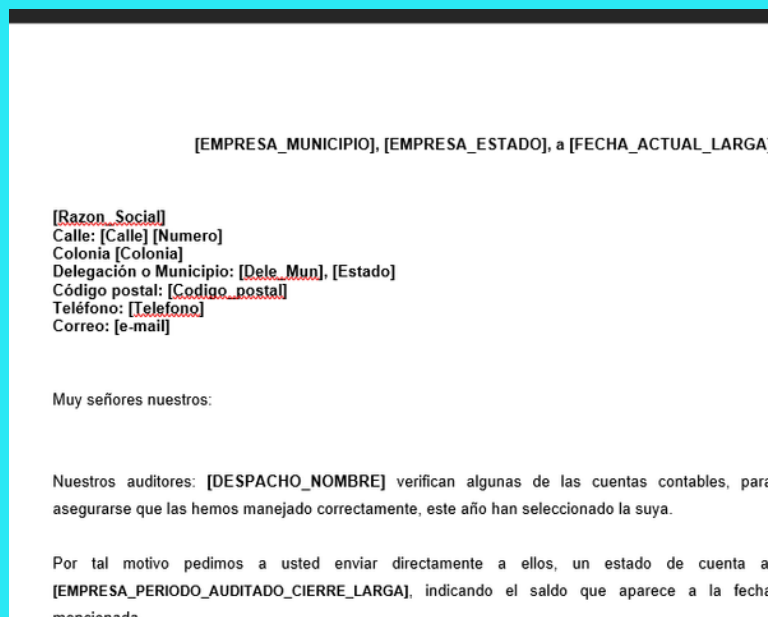 [EMPRESA_MUNICIPIO], [EMPRESA_ESTADO], a [FECHA_ACTUAL_LARGA]
[Razon_Social]
Calle: [Calle] [Numero]
Colonia [Colonia]
Delegación o Municipio: [Dele_Mun], [Estado]
Código postal: [Codigo_postal]
Teléfono: [Telefono]
Correo: [e-mail]
Muy señores nuestros:
Nuestros auditores: [DESPACHO_NOMBRE] verifican algunas de las cuentas contables, para
asegurarse que las hemos manejado correctamente, este año han seleccionado la suya.
Por tal motivo pedimos a usted enviar directamente a ellos, un estado de cuenta a
[EMPRESA_PERIODO_AUDITADO_CIERRE_LARGA], indicando el saldo que aparece a la fecha
mencionada